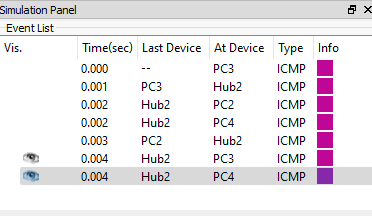 Simulation Panel
Event List
Vis. Time(sec) Last Device At Device Type Info
0.000 -- PC3 ICMP
0.001 PC3 Hub2 ICMP
0.002 Hub2 PC2 ICMP
0.002 Hub2 PC4 ICMP
0.003 PC2 Hub2 ICMP
0.004 Hub2 PC3 ICMP
0.004 Hub2 PC4 ICMP